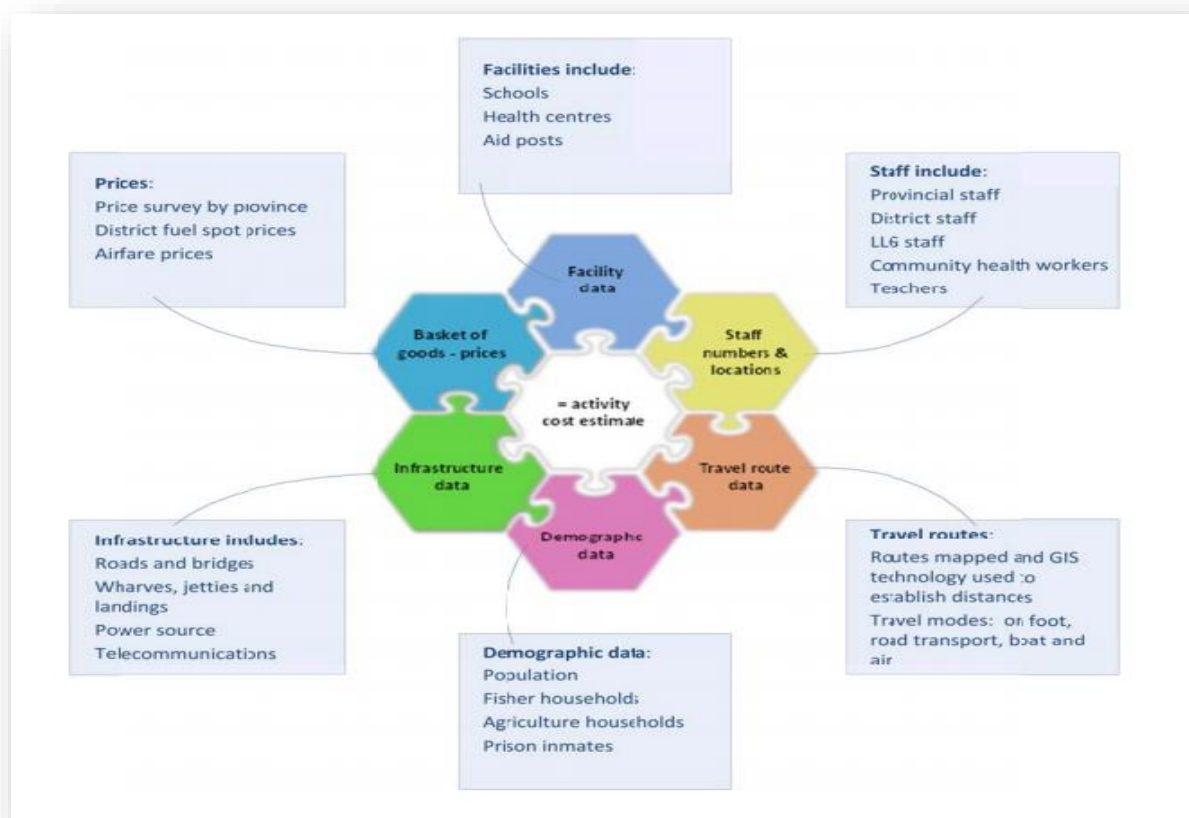 Facilities include:
Schools
Health centres
Aid posts
Prices:
Price survey by province
District fuel spot prices
Airfare prices
Staff include:
Provincial staff
District staff
LLG staff
Community health workers
Teachers
Facility
data
Basket of
goods - prices
Staff
numbers &
locations
= activity
cost estimate
Infrastructure
data
Travel route
data
Demographic
data
Infrastructure includes:
Roads and bridges
Wharves, jetties and
landings
Power source
Telecommunications
Demographic data:
Population
Fisher households
Agriculture households
Prison inmates
Travel routes:
Routes mapped and GIS
technology used to
establish distances
Travel modes: on foot,
road transport, boat and
air